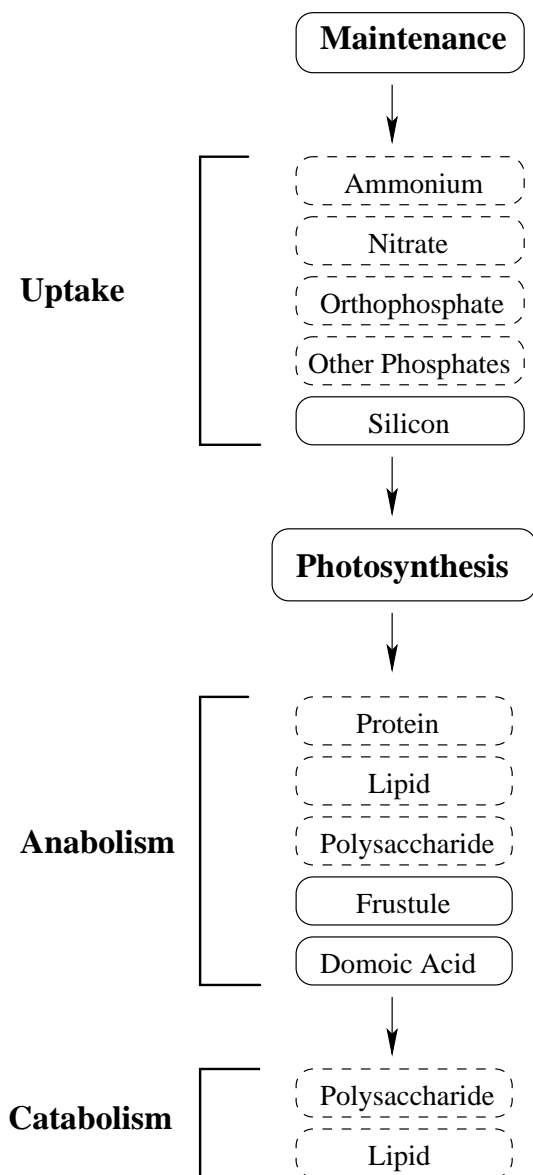 Maintenance
Uptake
Ammonium
Nitrate
Orthophosphate
Other Phosphates
Silicon
Photosynthesis
Anabolism
Protein
Lipid
Polysaccharide
Frustule
Domoic Acid
Catabolism
Polysaccharide
Lipid